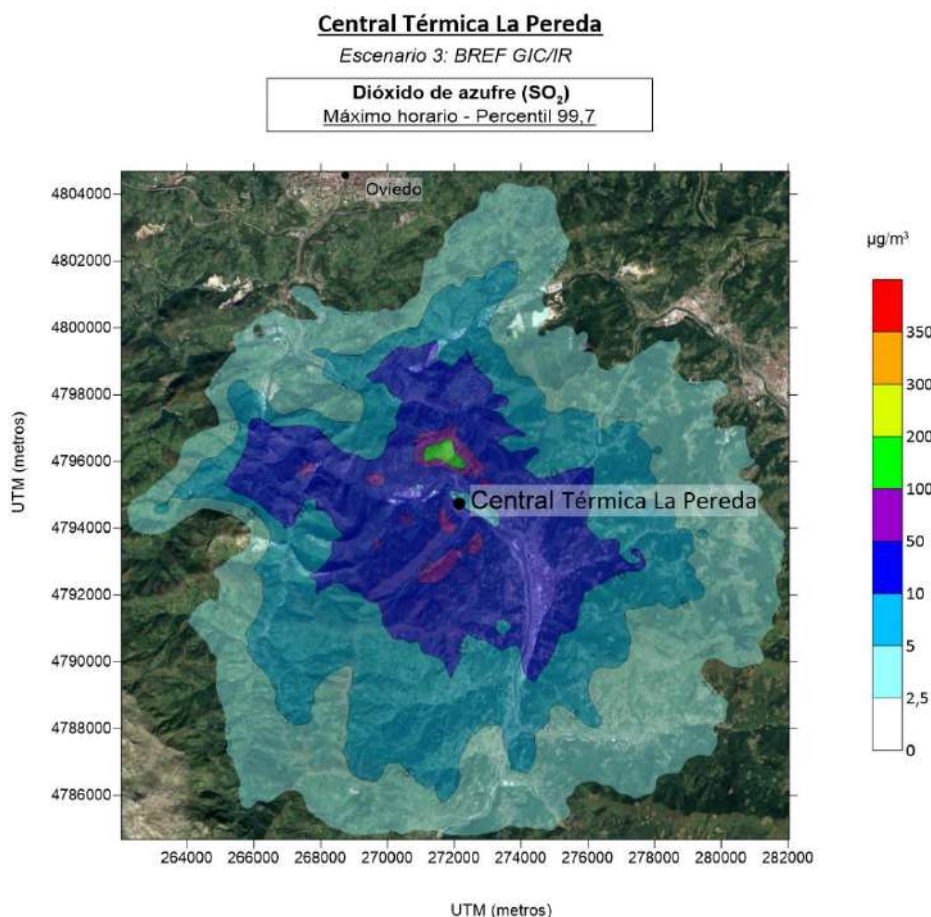 Central Térmica La Pereda
Escenario 3: BREF GIC/IR
Dióxido de azufre (SO₂)
Máximo horario - Percentil 99,7
Oviedo
Central Térmica La Pereda
UTM (metros)
4804000
4802000
4800000
4798000
4796000
4794000
4792000
4790000
4788000
4786000
264000 266000 268000 270000 272000 274000 276000 278000 280000 282000
UTM (metros)
µg/m³
350
300
200
100
50
10
5
2,5
0